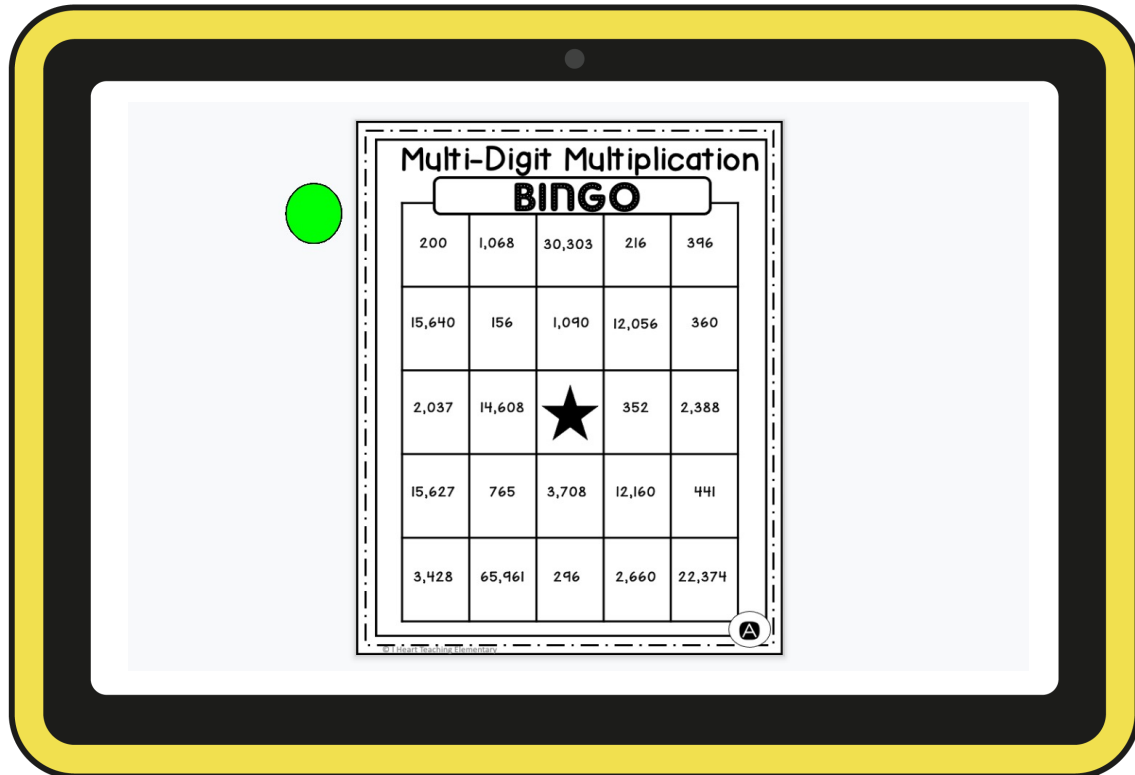 Multi-Digit Multiplication
BINGO
200 1,068 30,303 216 396
15,640 156 1,090 12,056 360
2,037 14,608 352 2,388
15,627 765 3,708 12,160 441
3,428 65,961 296 2,660 22,374
A
© I Heart Teaching Elementary